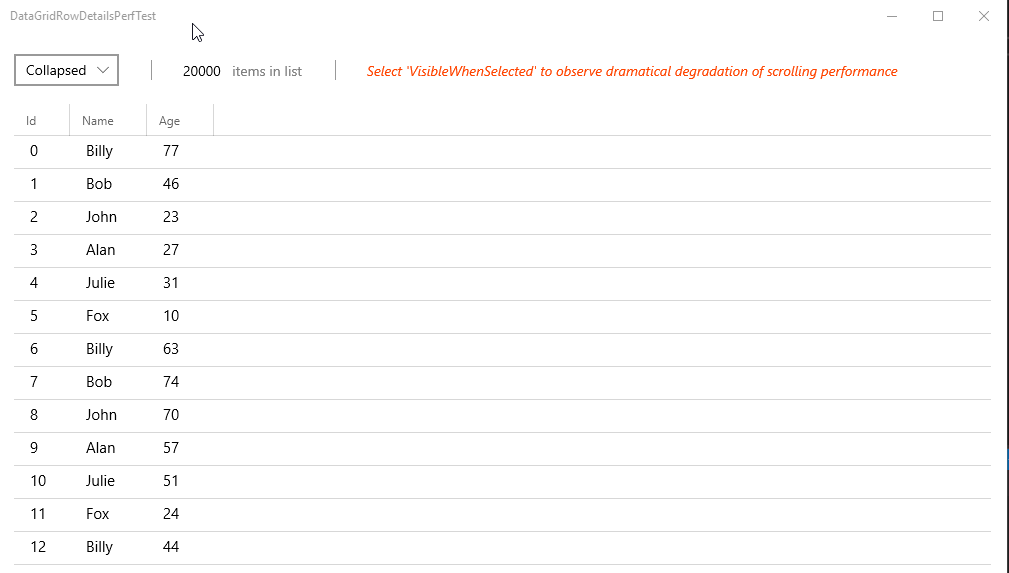 DataGridRowDetailsPerfTest
Collapsed 20000 items in list Select 'VisibleWhenSelected' to observe dramatical degradation of scrolling performance
Id Name Age
0 Billy 77
1 Bob 46
2 John 23
3 Alan 27
4 Julie 31
5 Fox 10
6 Billy 63
7 Bob 74
8 John 70
9 Alan 57
10 Julie 51
11 Fox 24
12 Billy 44